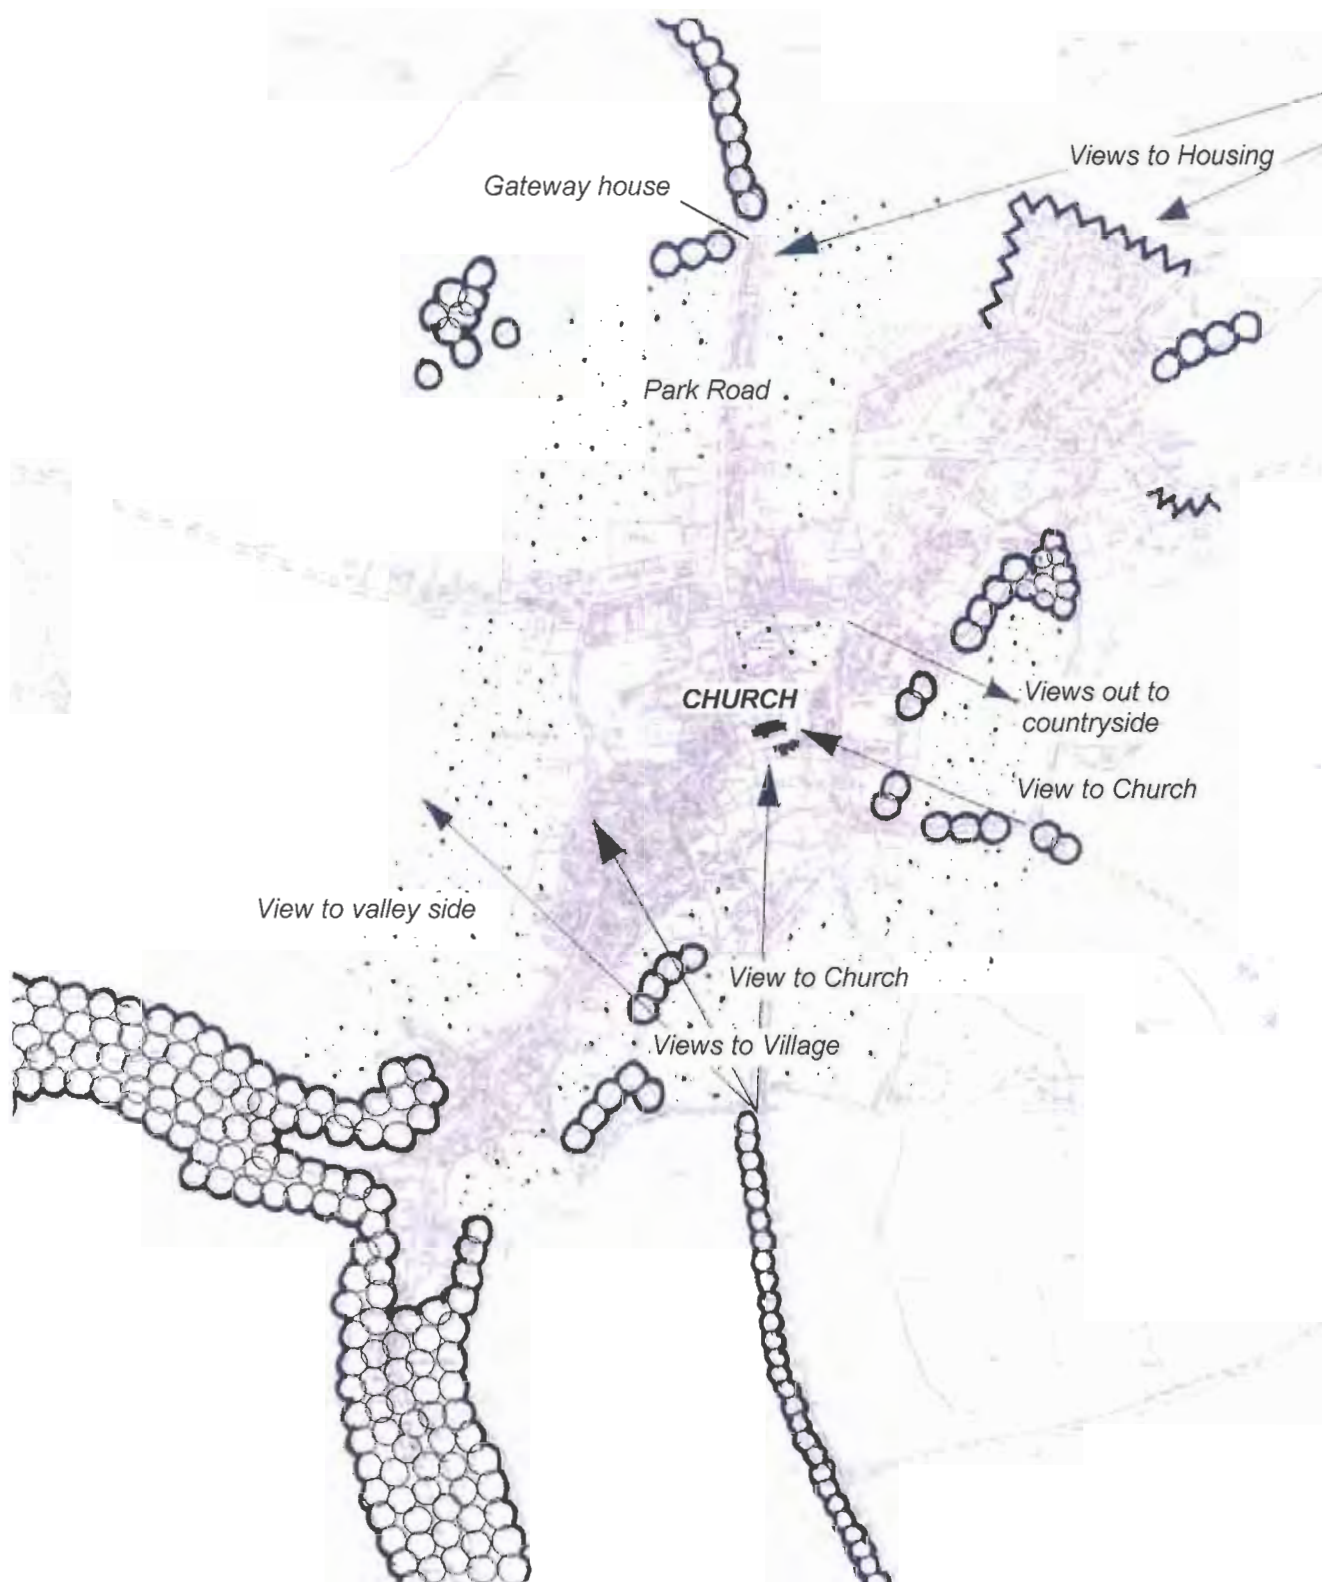 Views to Housing
Gateway house
Park Road
CHURCH
Views out to
countryside
View to Church
View to valley side
View to Church
Views to Village